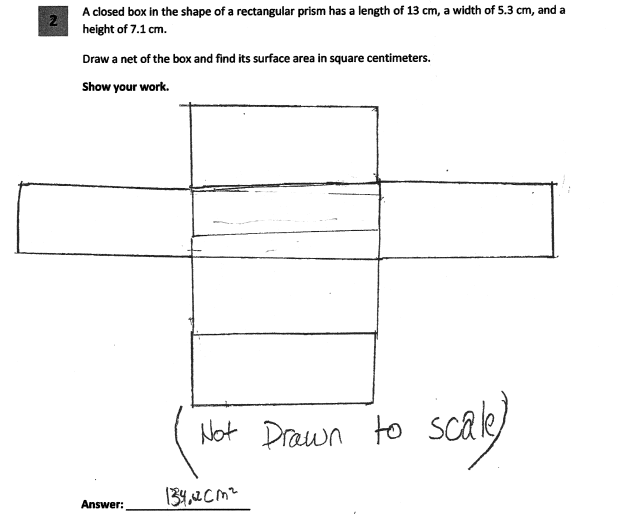 2
A closed box in the shape of a rectangular prism has a length of 13 cm, a width of 5.3 cm, and a
height of 7.1 cm.
Draw a net of the box and find its surface area in square centimeters.
Show your work.
(Not Drawn to scale)
Answer: cm²